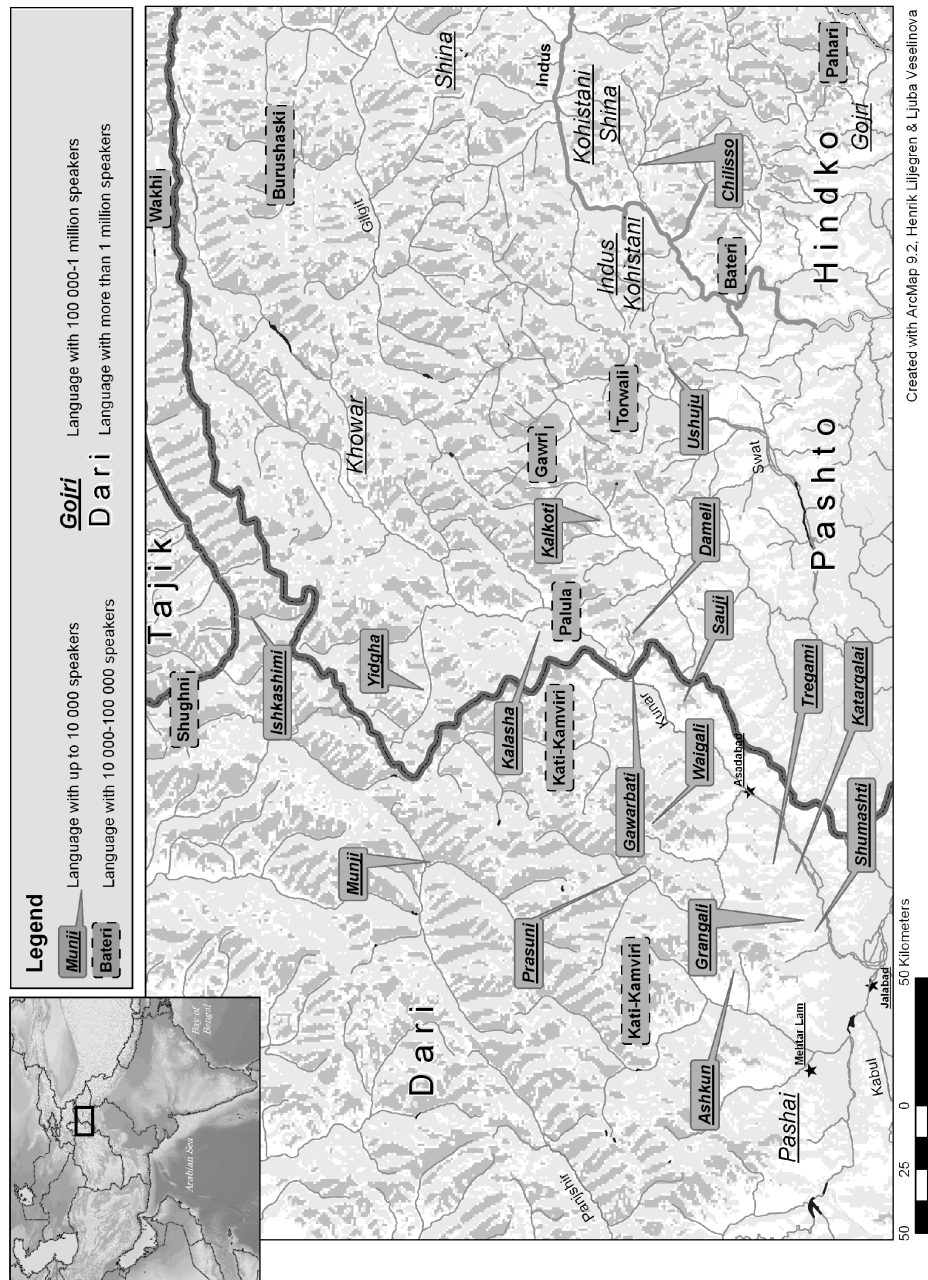 Legend
Munji
Language with up to 10 000 speakers
Bateri
Language with 10 000-100 000 speakers
Gojri
Language with 100 000-1 million speakers
Dari
Language with more than 1 million speakers
Bay of
Bengal
Arabian Sea
Dari
Panjshir
Pashai
Ashkun
Mehtar Lam
Kabul
Jalabad
Kati-Kamviri
Prasuni
Grangali
Munji
Shumashti
Gawarbati
Waigali
Asadabad
Katarqalai
Tregami
Kunar
Kati-Kamviri
Kalasha
Shughni
Ishkashimi
Yidgha
Sauji
Tajik
Palula
Dameli
Kalkoti
Gawri
Khowar
Pashto
Swat
Ushuju
Torwali
Bateri
Hindko
Indus
Kohistani
Chilisso
Wakhi
Burushaski
Gilgit
Shina
Indus
Kohistani
Shina
Gojri
Pahari
50
25
0
50 Kilometers
Created with ArcMap 9.2, Henrik Liljegren & Ljuba Veselinova